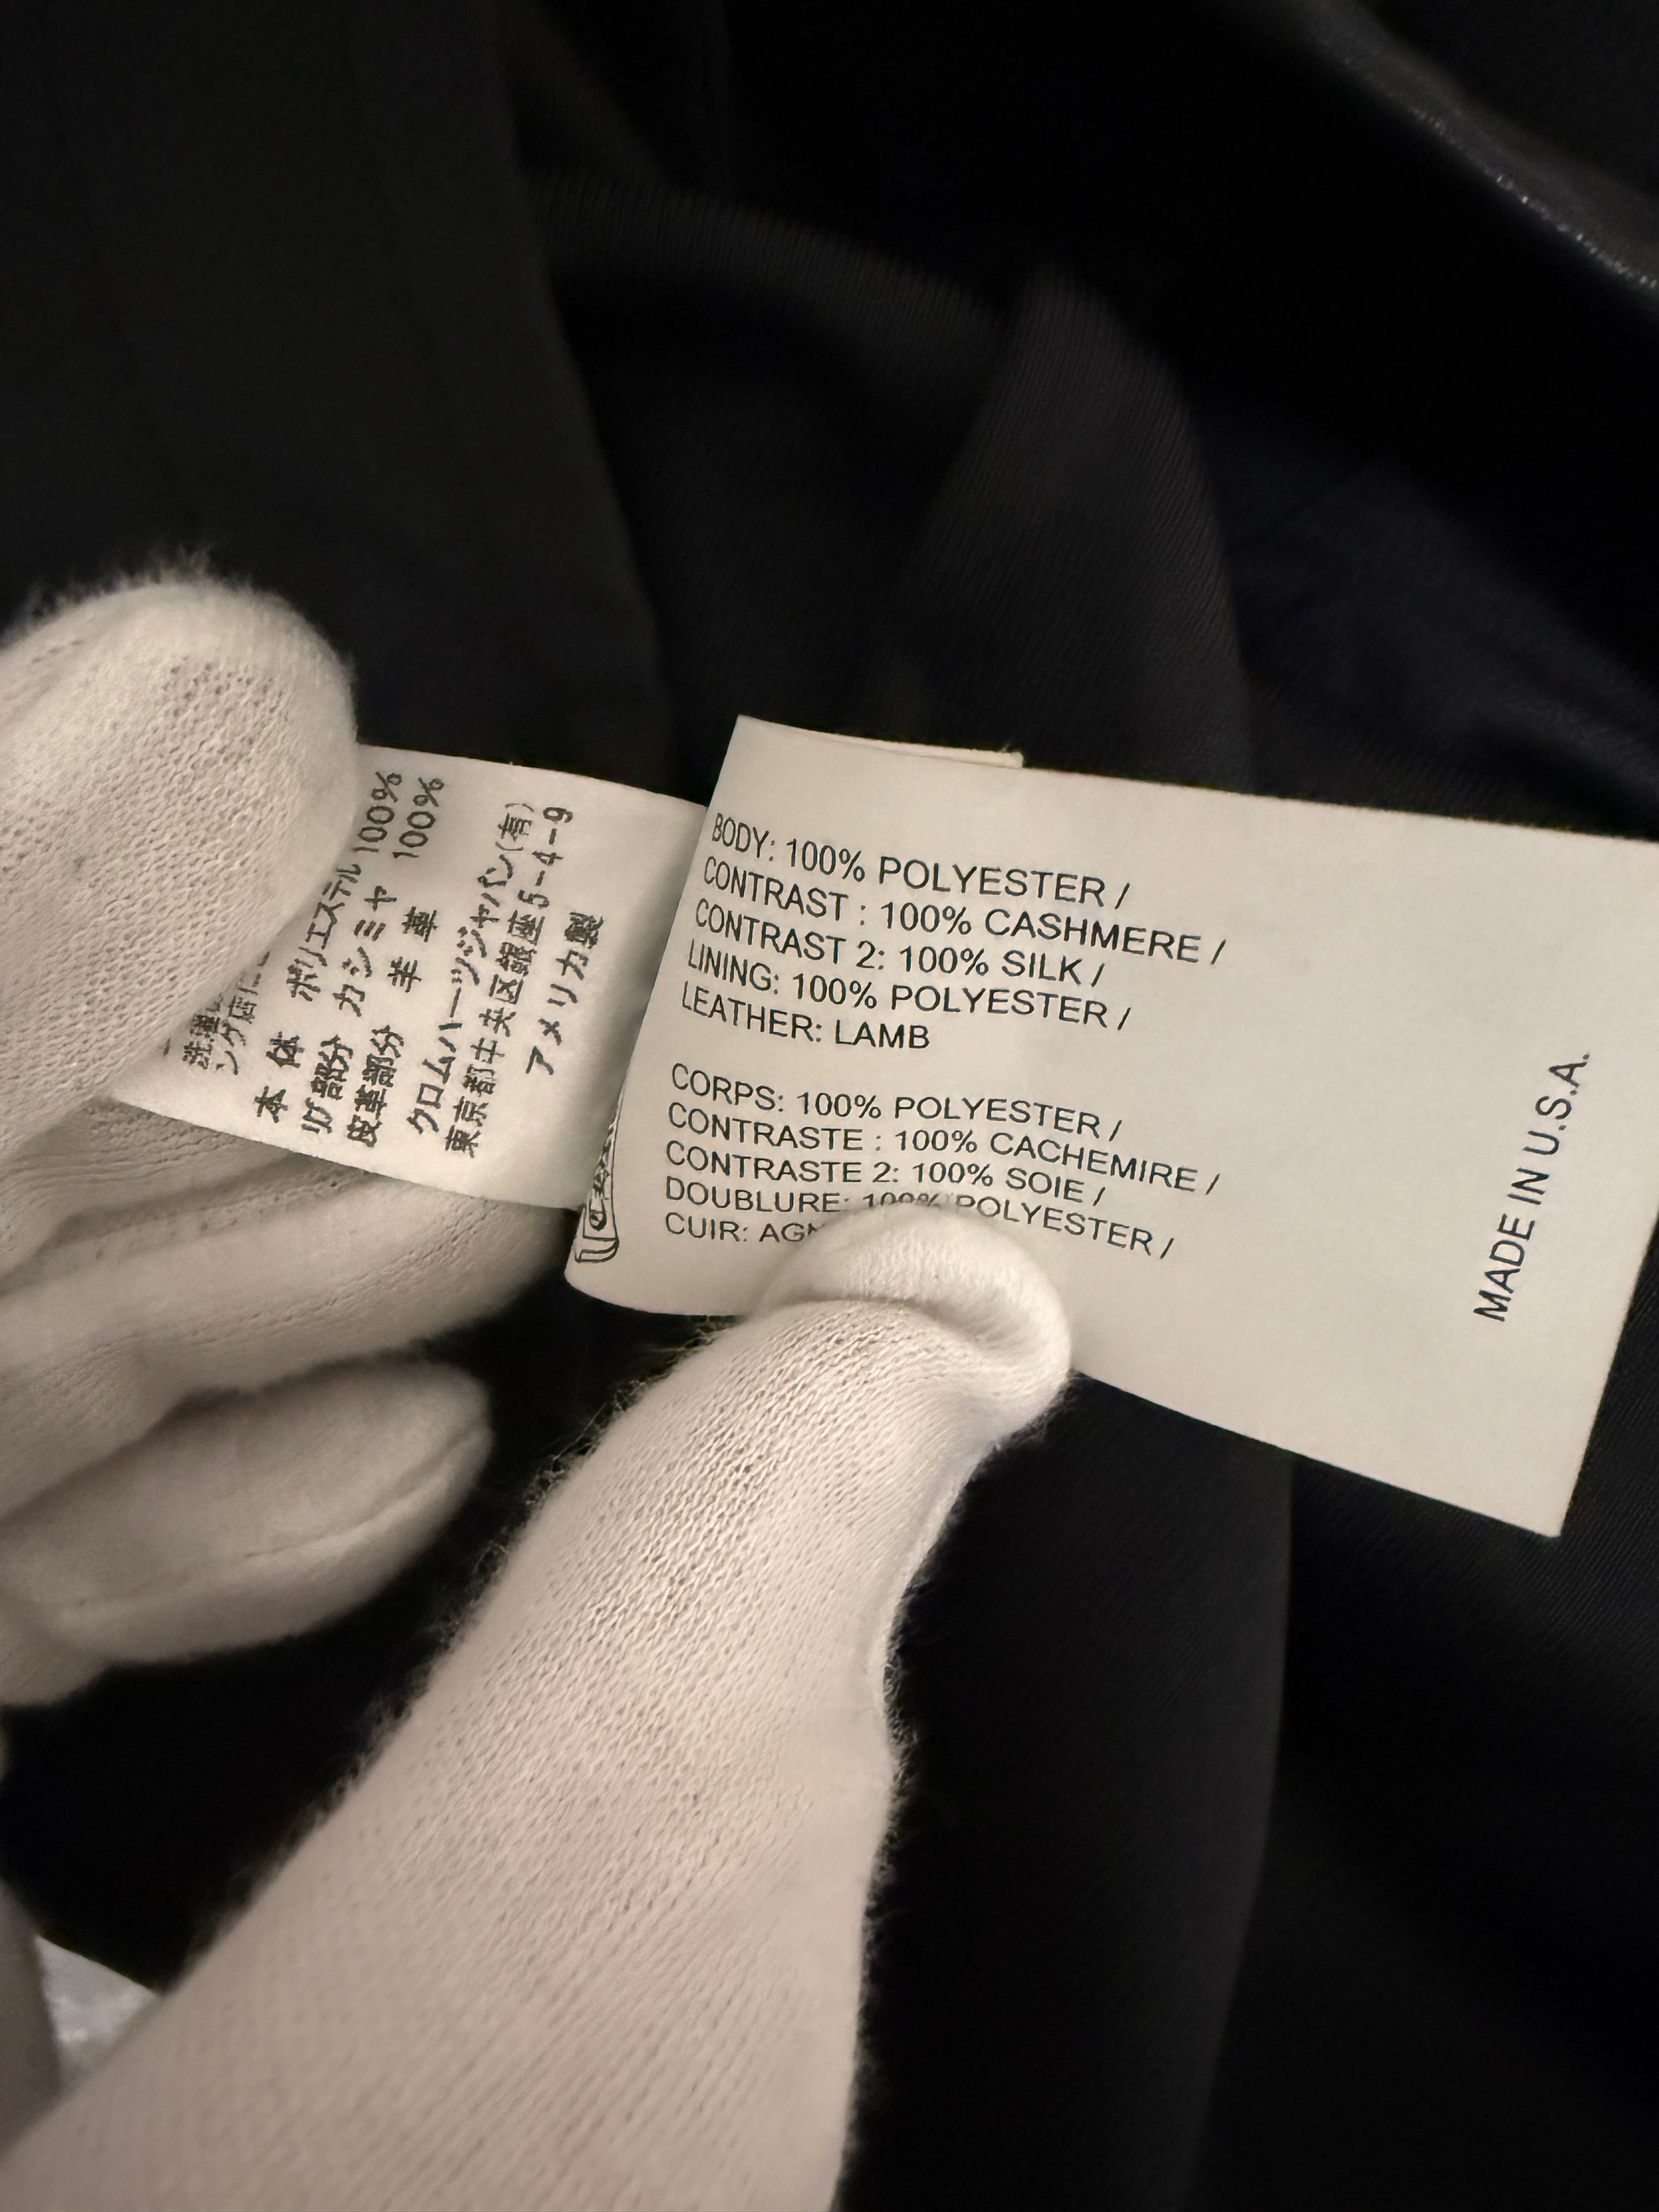 本体 ポリエステル 100%
リブ部分 カシミヤ 100%
皮革部分 羊革
クロムハーツジャパン(有)
東京都中央区銀座5-4-9
アメリカ製
BODY: 100% POLYESTER /
CONTRAST : 100% CASHMERE /
CONTRAST 2: 100% SILK /
LINING: 100% POLYESTER /
LEATHER: LAMB
CORPS: 100% POLYESTER /
CONTRASTE : 100% CACHEMIRE /
CONTRASTE 2: 100% SOIE /
DOUBLURE: 100% POLYESTER /
CUIR:
MADE IN U.S.A.